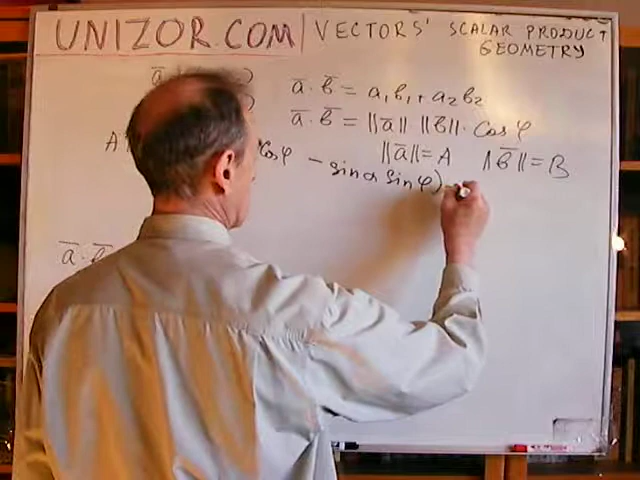 UNIZOR.COM | VECTORS' SCALAR PRODUCT
GEOMETRY
a̅ · b̅ = a₁b₁ + a₂b₂
a̅ · b̅ = ||a̅|| ||b̅|| · Cos φ
||a̅|| = A ||b̅|| = B
A
Cos φ − sin α sin φ)
a̅ · b̅